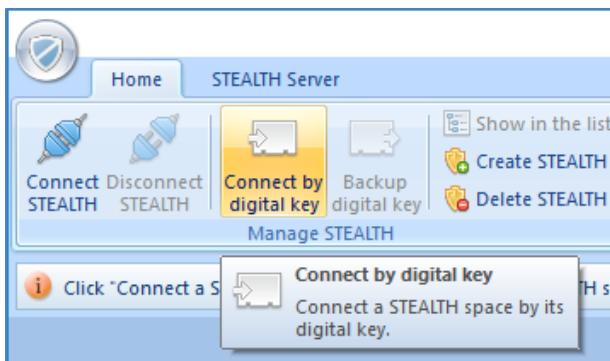 Home STEALTH Server
Show in the list
Connect STEALTH
Disconnect STEALTH
Connect by digital key
Backup digital key
Create STEALTH
Delete STEALTH
Manage STEALTH
Click "Connect a S
Connect by digital key
Connect a STEALTH space by its
digital key.